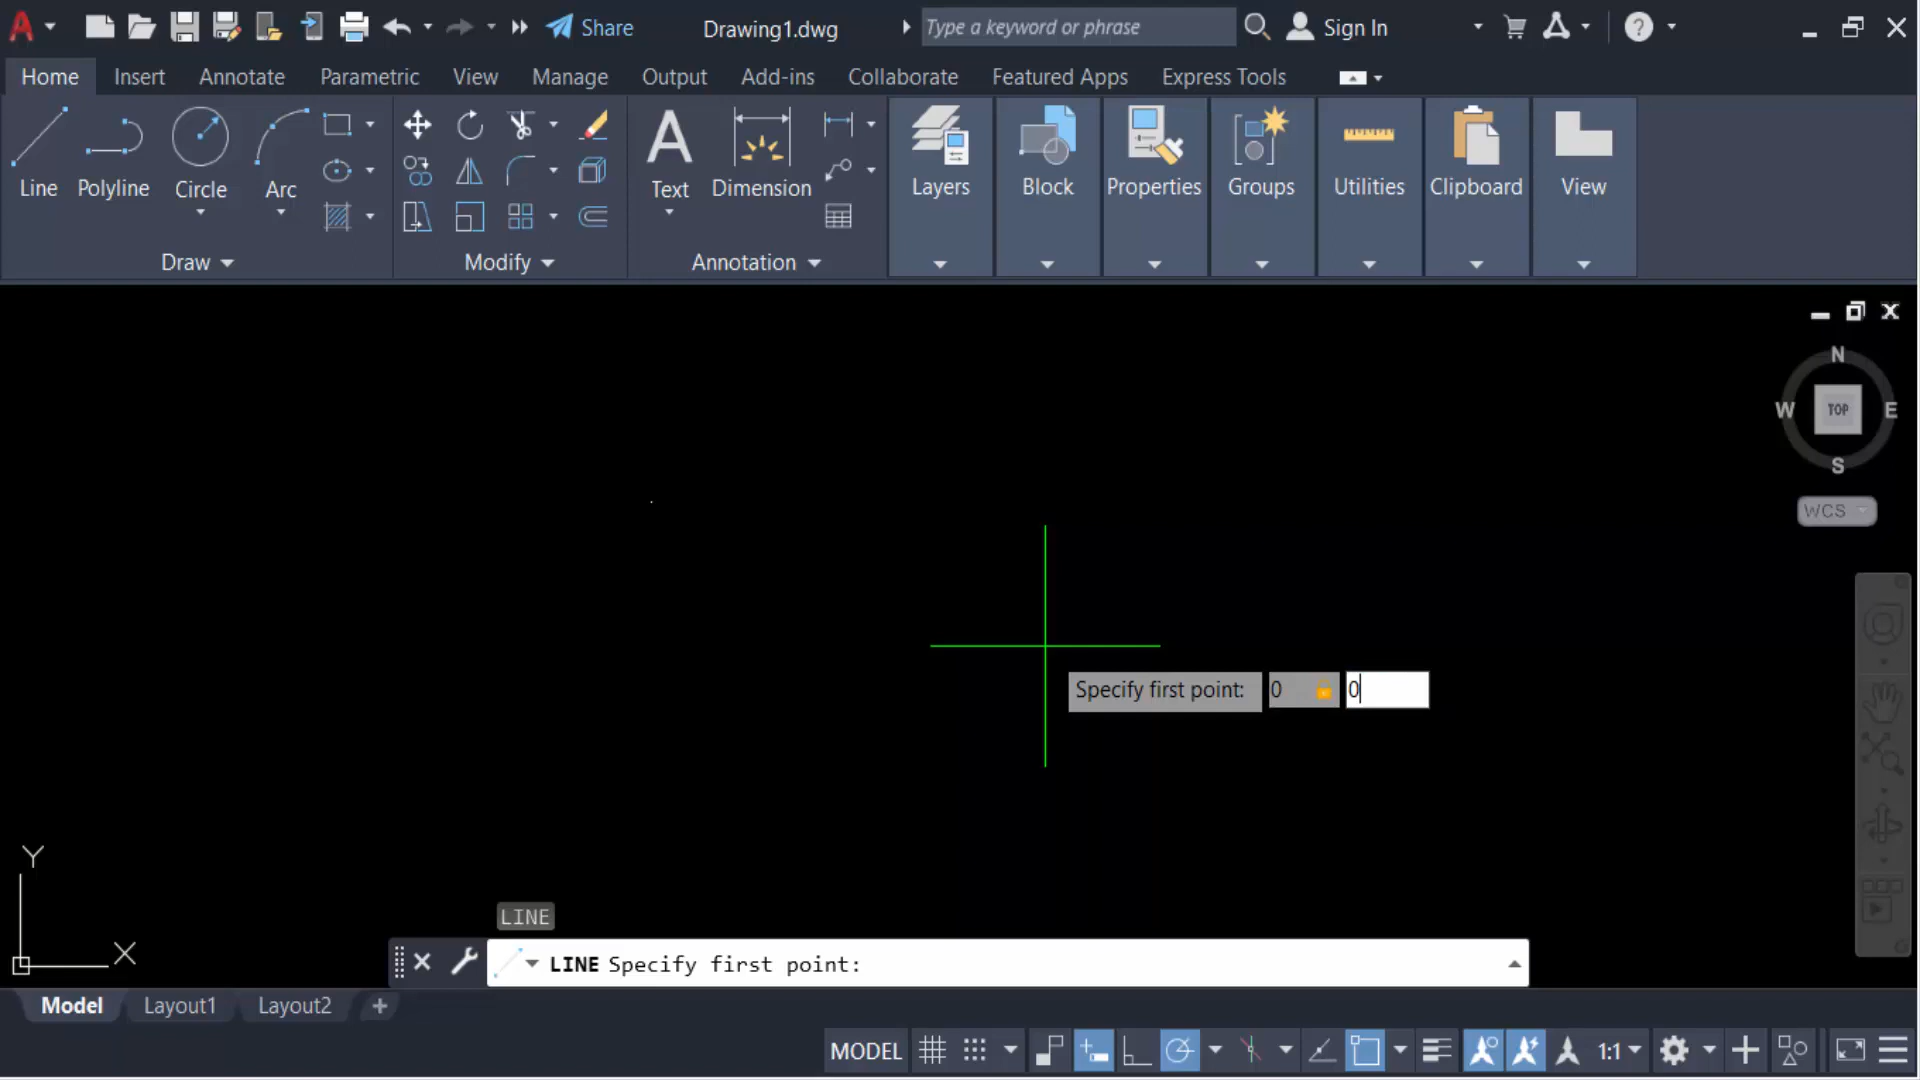 Share
Drawing1.dwg
Type a keyword or phrase
Sign In
Home Insert Annotate Parametric View Manage Output Add-ins Collaborate Featured Apps Express Tools
Line Polyline Circle Arc
Text Dimension
Layers Block Properties Groups Utilities Clipboard View
Draw Modify Annotation
N
W TOP E
S
WCS
Specify first point: 0 0
Y
X
LINE
LINE Specify first point:
Model Layout1 Layout2 +
MODEL 1:1